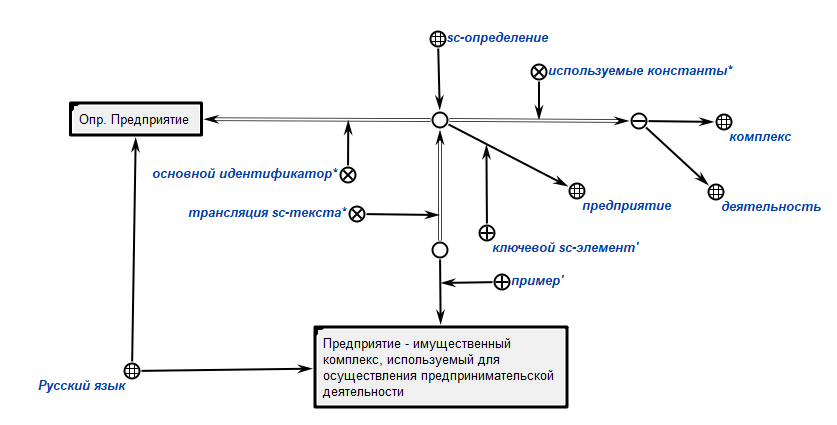 sc-определение
используемые константы*
Опр. Предприятие
комплекс
основной идентификатор*
предприятие
деятельность
трансляция sc-текста*
ключевой sc-элемент'
пример'
Предприятие - имущественный
комплекс, используемый для
осуществления предпринимательской
деятельности
Русский язык